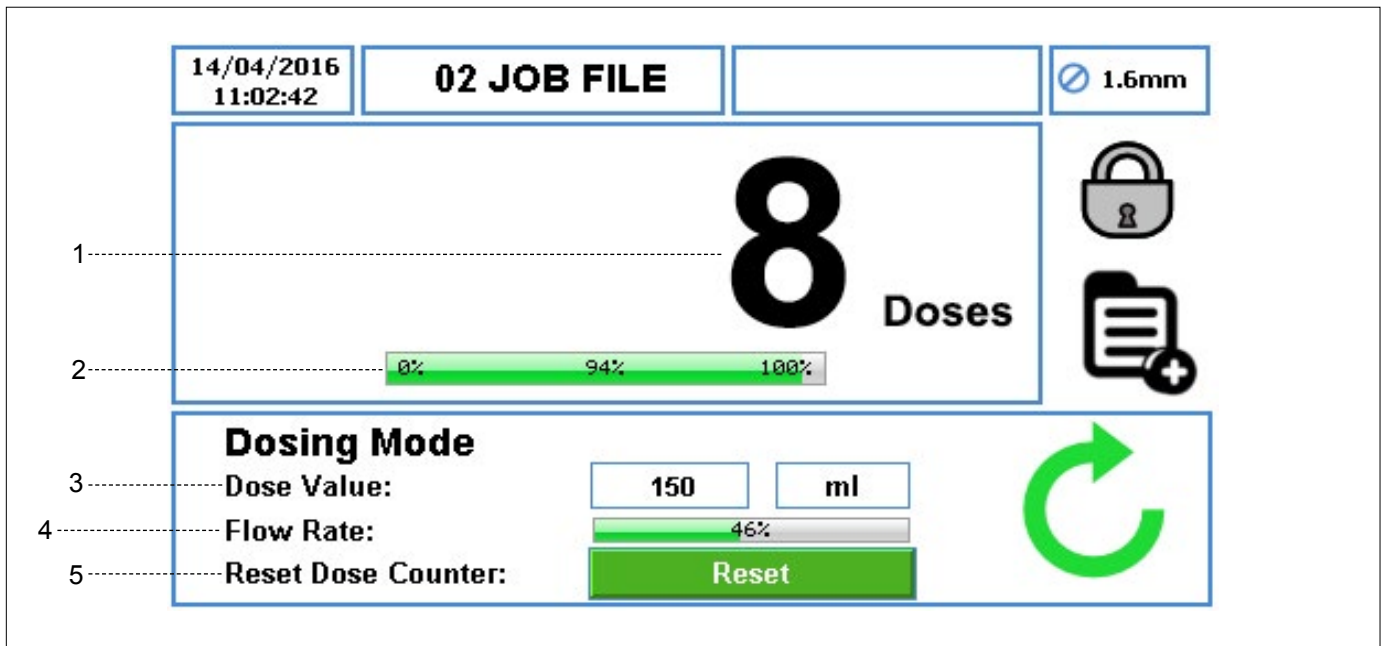 14/04/2016
11:02:42
02 JOB FILE
1.6mm
1
8
Doses
2
0% 94% 100%
Dosing Mode
3
Dose Value: 150 ml
4
Flow Rate: 46%
5
Reset Dose Counter: Reset